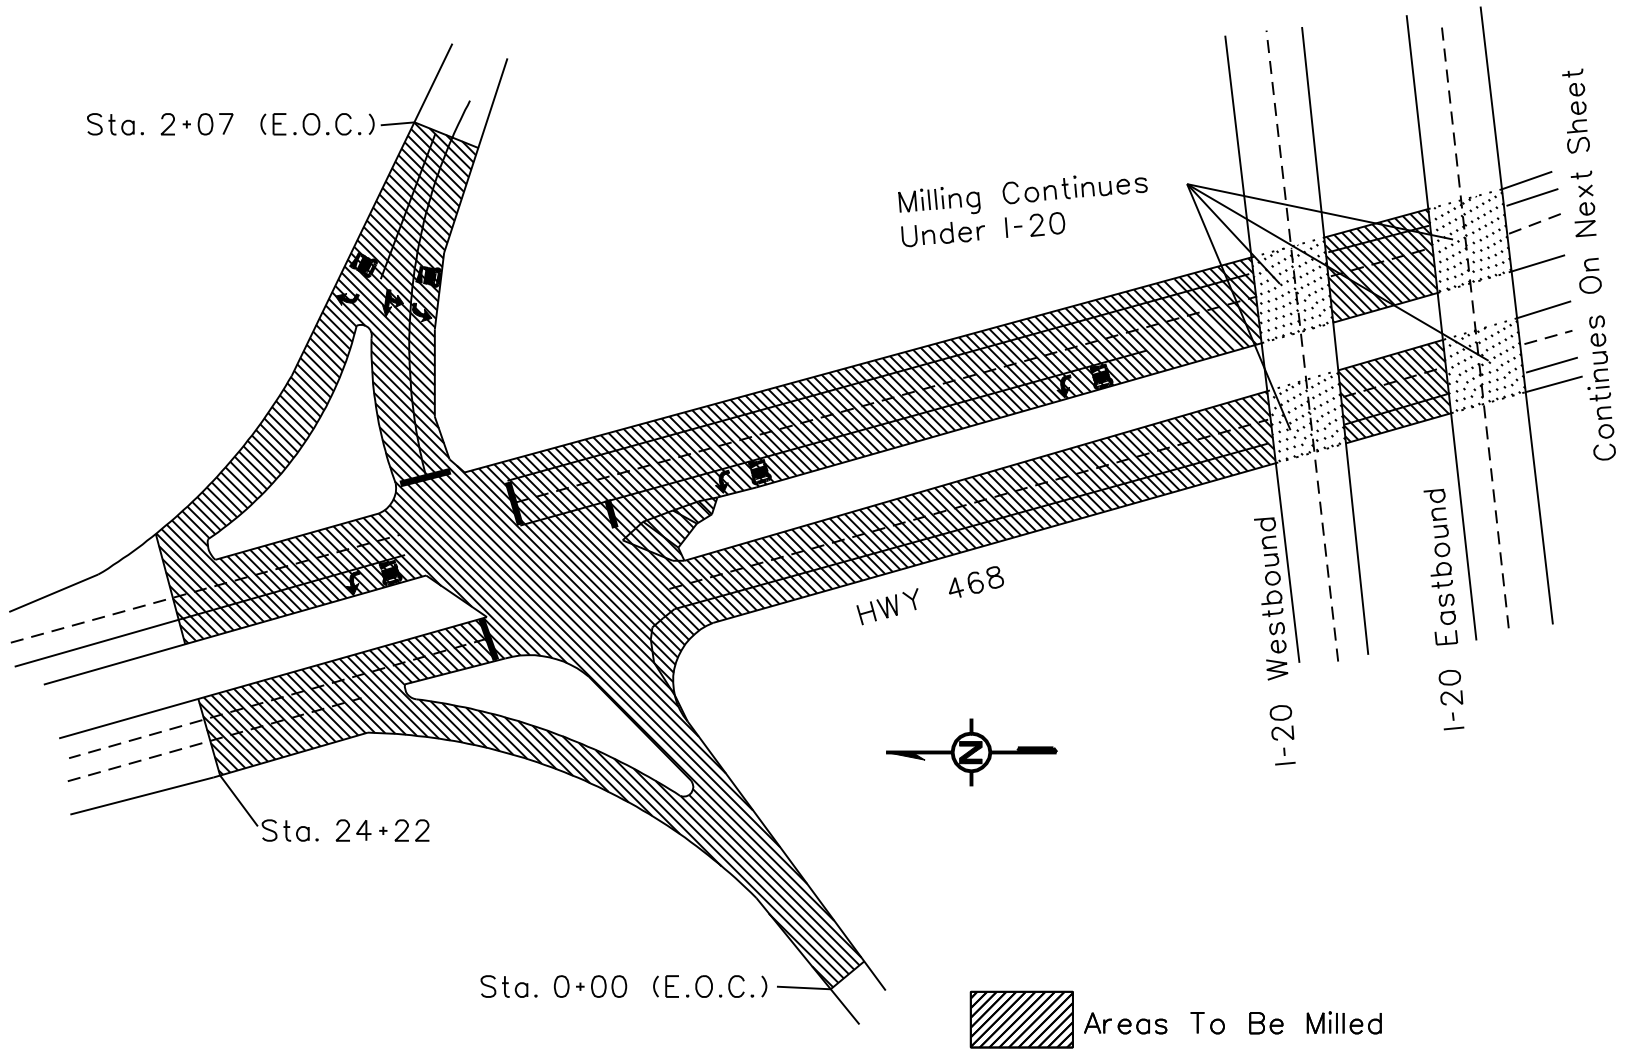 Sta. 2+07 (E.O.C.)
Milling Continues
Under I-20
Continues On Next Sheet
HWY 468
I-20 Westbound
I-20 Eastbound
N
Sta. 24+22
Sta. 0+00 (E.O.C.)
Areas To Be Milled